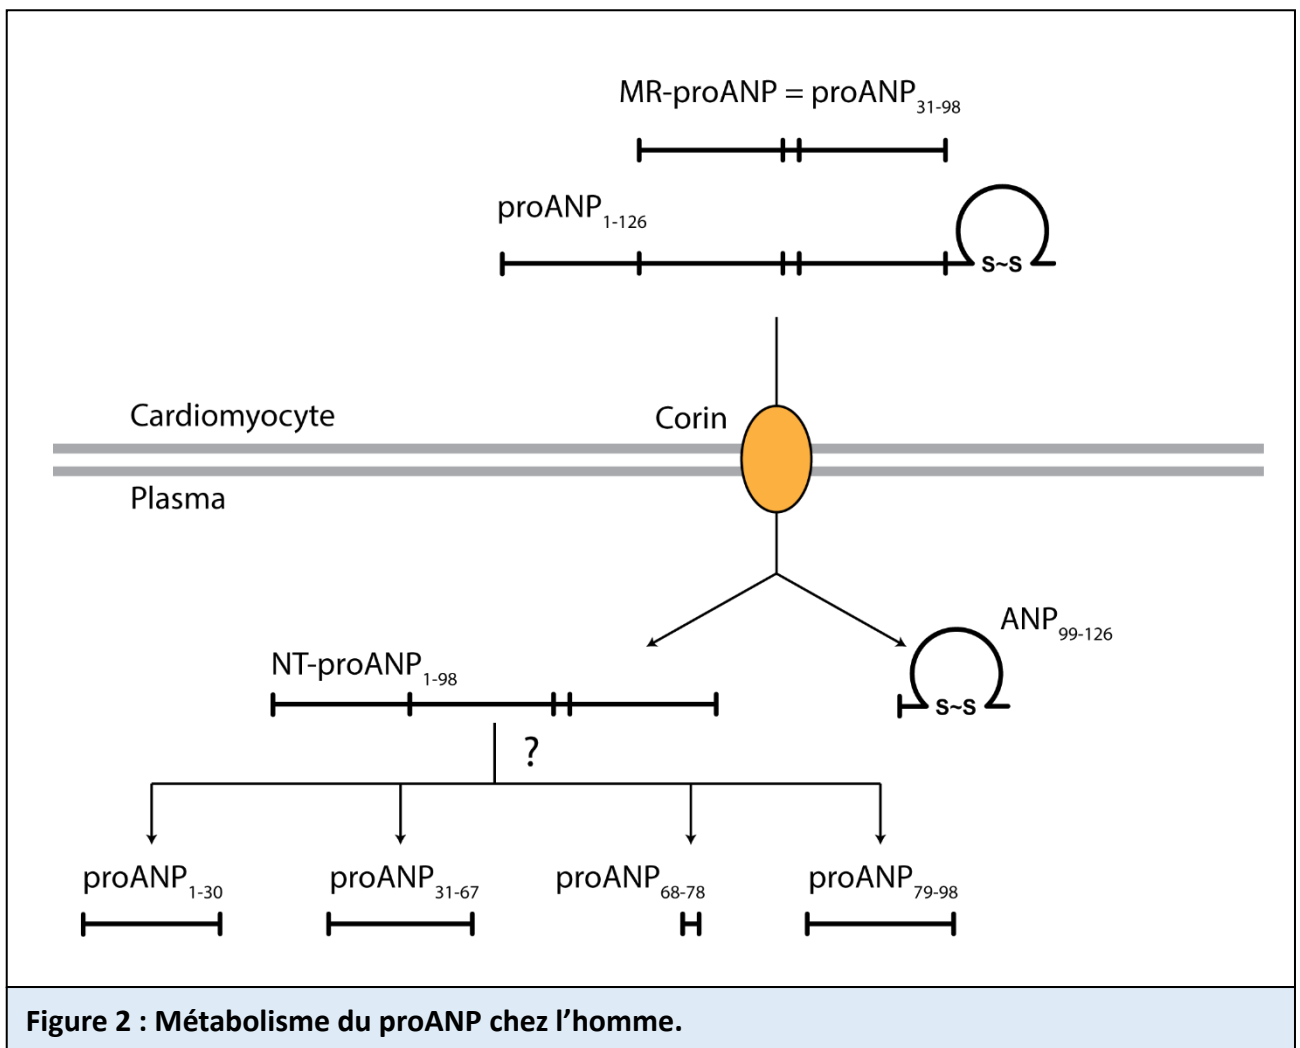 MR-proANP = proANP31-98
proANP1-126
S~S
Cardiomyocyte
Corin
Plasma
ANP99-126
NT-proANP1-98
S~S
?
proANP1-30
proANP31-67
proANP68-78
proANP79-98
Figure 2 : Métabolisme du proANP chez l’homme.